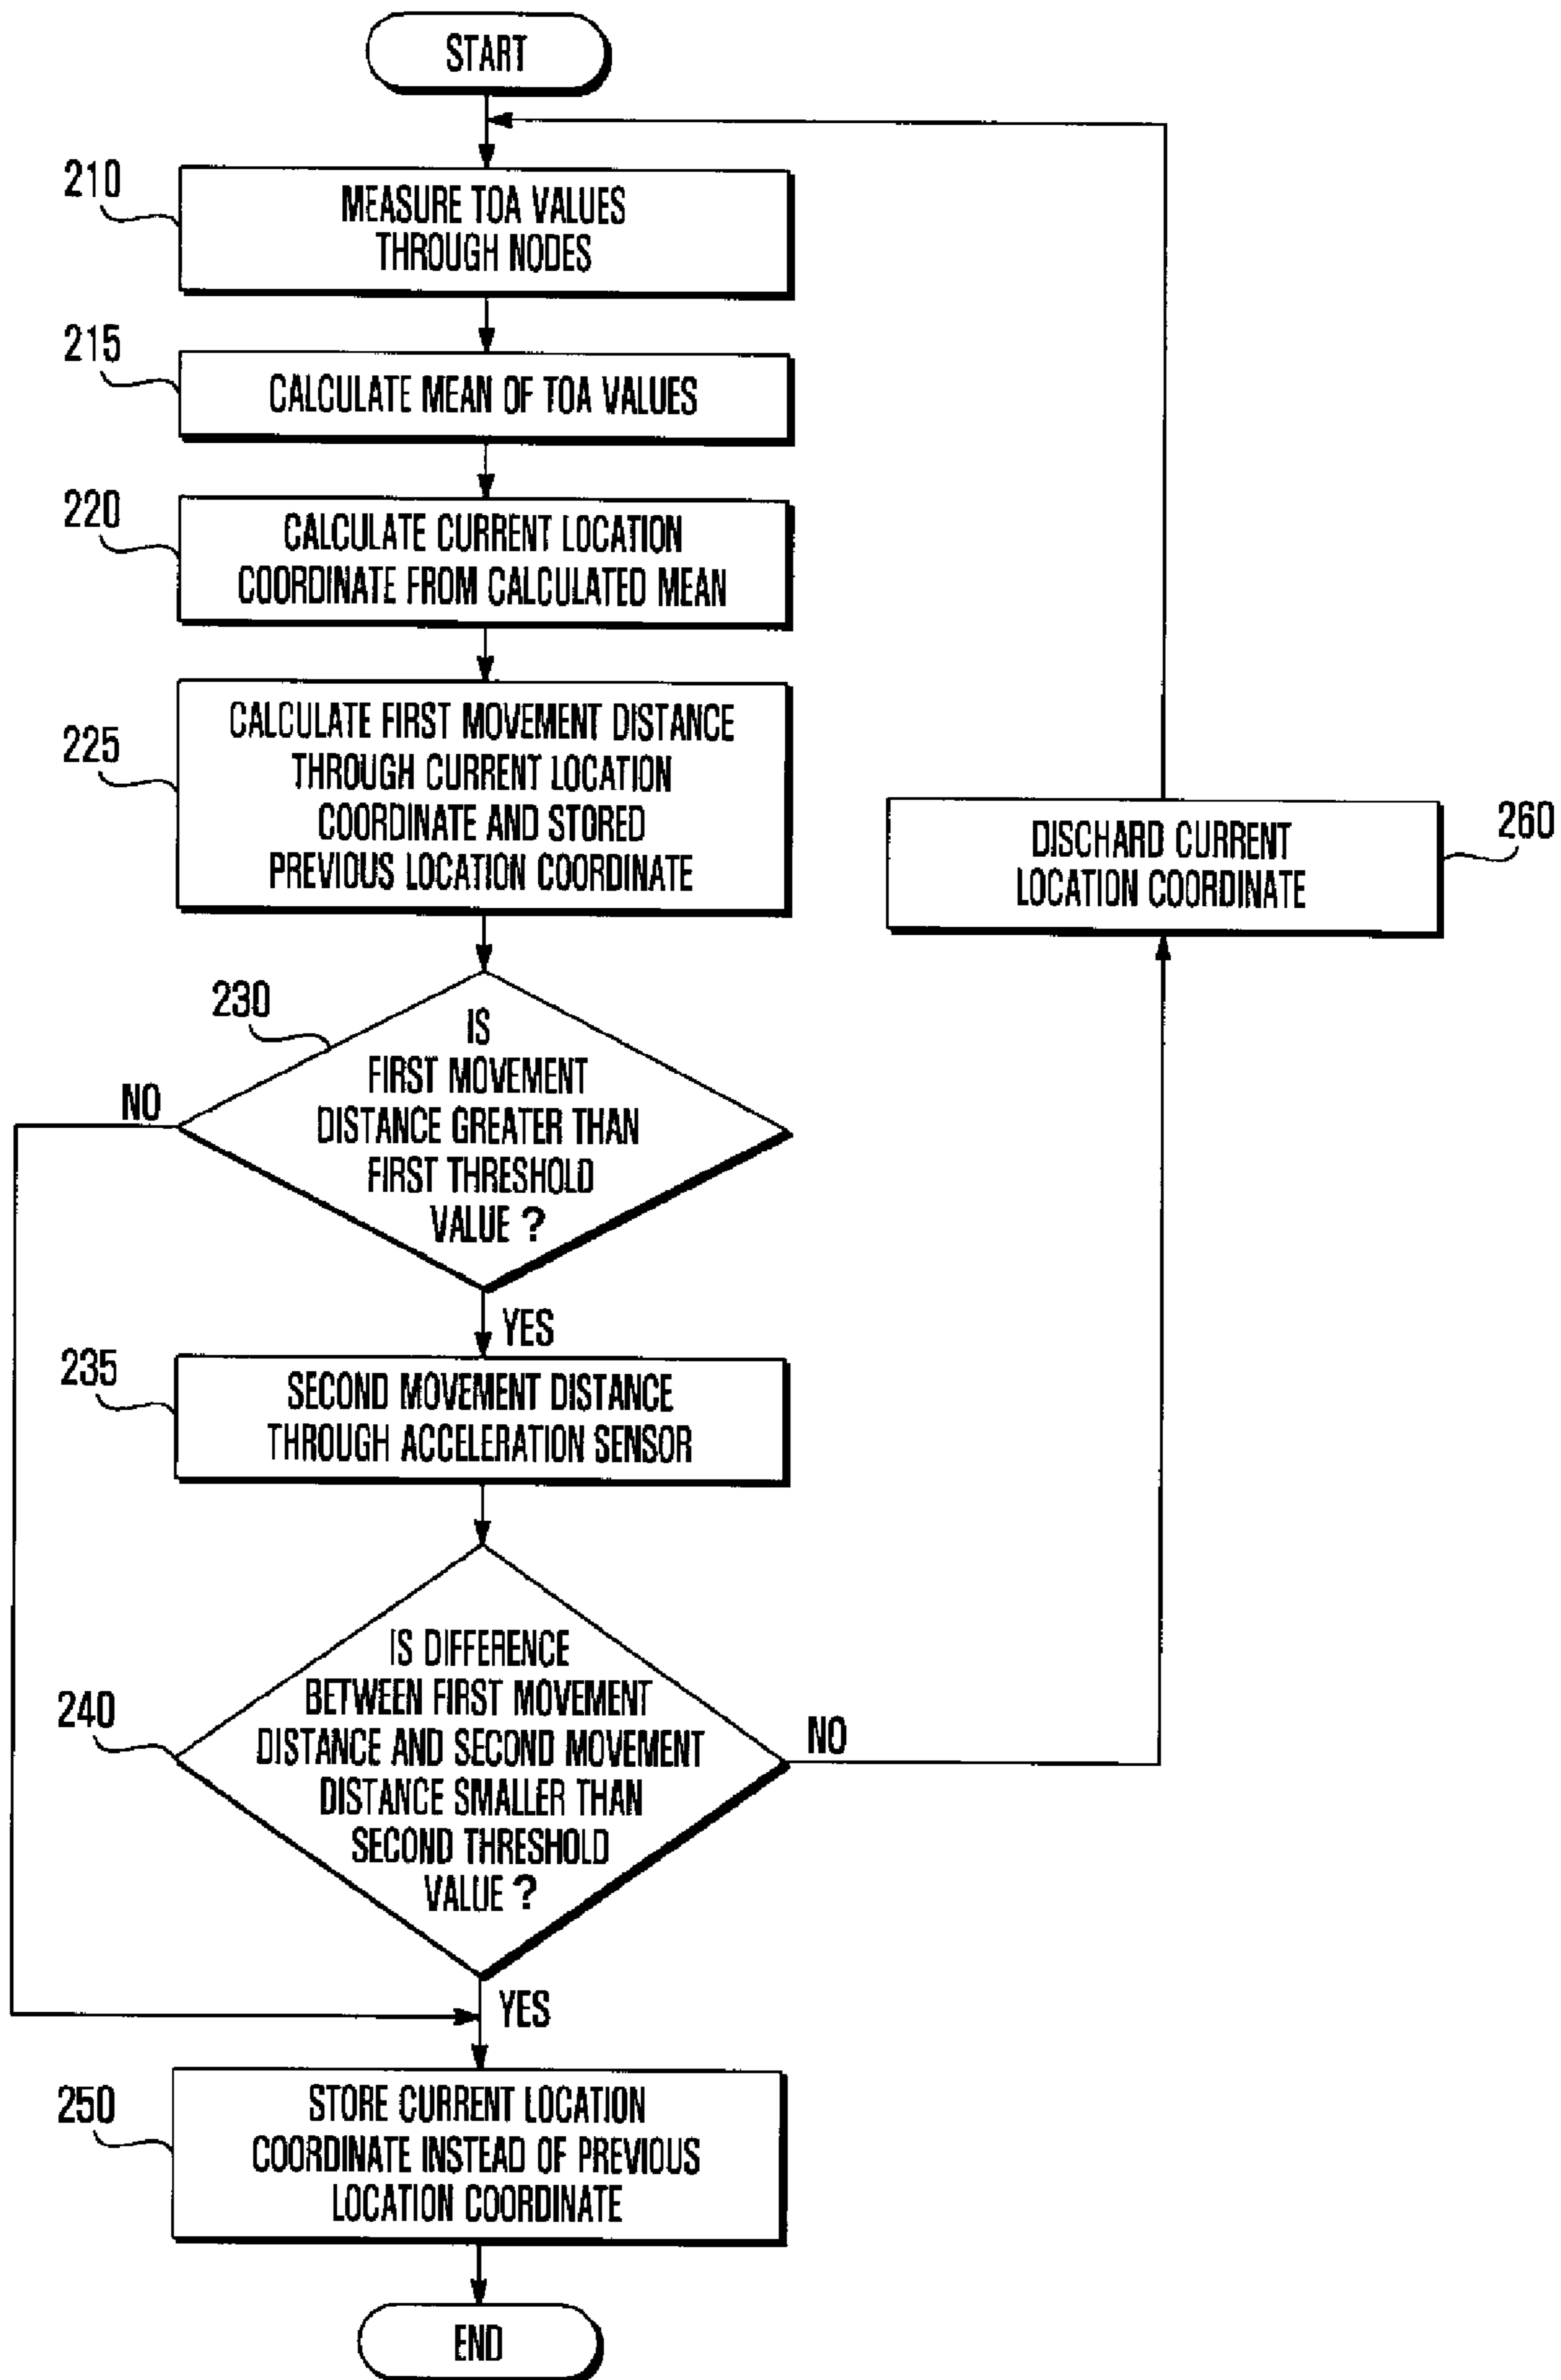 START
210
MEASURE TOA VALUES
THROUGH NODES
215
CALCULATE MEAN OF TOA VALUES
220
CALCULATE CURRENT LOCATION
COORDINATE FROM CALCULATED MEAN
225
CALCULATE FIRST MOVEMENT DISTANCE
THROUGH CURRENT LOCATION
COORDINATE AND STORED
PREVIOUS LOCATION COORDINATE
DISCHARD CURRENT
LOCATION COORDINATE
260
230
IS
FIRST MOVEMENT
DISTANCE GREATER THAN
FIRST THRESHOLD
VALUE ?
NO
YES
235
SECOND MOVEMENT DISTANCE
THROUGH ACCELERATION SENSOR
240
IS DIFFERENCE
BETWEEN FIRST MOVEMENT
DISTANCE AND SECOND MOVEMENT
DISTANCE SMALLER THAN
SECOND THRESHOLD
VALUE ?
NO
YES
250
STORE CURRENT LOCATION
COORDINATE INSTEAD OF PREVIOUS
LOCATION COORDINATE
END